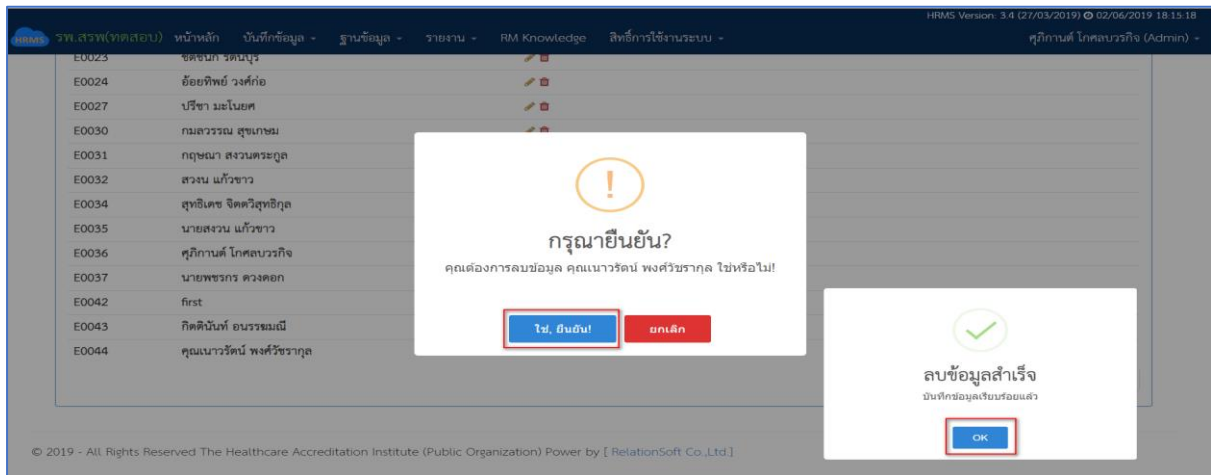 HRMS Version: 3.4 (27/03/2019) 02/06/2019 18:15:18
HRMS รพ.สรพ(ทดสอบ) หน้าหลัก บันทึกข้อมูล ฐานข้อมูล รายงาน RM Knowledge สิทธิ์การใช้งานระบบ ศุภิกานต์ โกศลบวรกิจ (Admin)
E0023
E0024 อ้อยทิพย์ วงศ์ก่อ
E0027 ปรีชา มะโนยศ
E0030 กมลวรรณ สุขเกษม
E0031 กฤษณา สงวนตระกูล
E0032 สวงน แก้วขาว
E0034 สุทธิเดช จิตตวิสุทธิกุล
E0035 นายสงวน แก้วขาว
E0036 ศุภิกานต์ โกศลบวรกิจ
E0037 นายพชรกร ดวงดอก
E0042 first
E0043 กิตตินันท์ อนรรฆมณี
E0044 คุณเนาวรัตน์ พงศ์วัชรากุล
กรุณายืนยัน?
คุณต้องการลบข้อมูล คุณเนาวรัตน์ พงศ์วัชรากุล ใช่หรือไม่!
ใช่, ยืนยัน! ยกเลิก
ลบข้อมูลสำเร็จ
บันทึกข้อมูลเรียบร้อยแล้ว
OK
© 2019 - All Rights Reserved The Healthcare Accreditation Institute (Public Organization) Power by [ RelationSoft Co.,Ltd.]